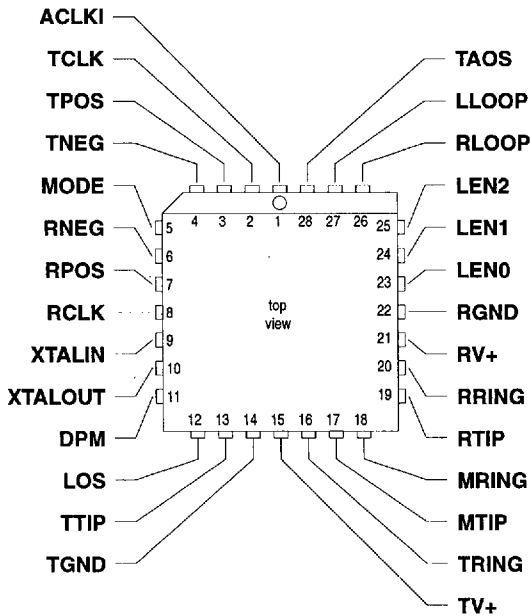 ACLKI
TCLK
TPOS
TNEG
MODE
RNEG
RPOS
RCLK
XTALIN
XTALOUT
DPM
LOS
TTIP
TGND
TAOS
LLOOP
RLOOP
LEN2
LEN1
LEN0
RGND
RV+
RRING
RTIP
MRING
MTIP
TRING
TV+
4 3 2 1 28 27 26
5
6
7
8
9
10
11
25
24
23
22
21
20
19
top
view
12 13 14 15 16 17 18